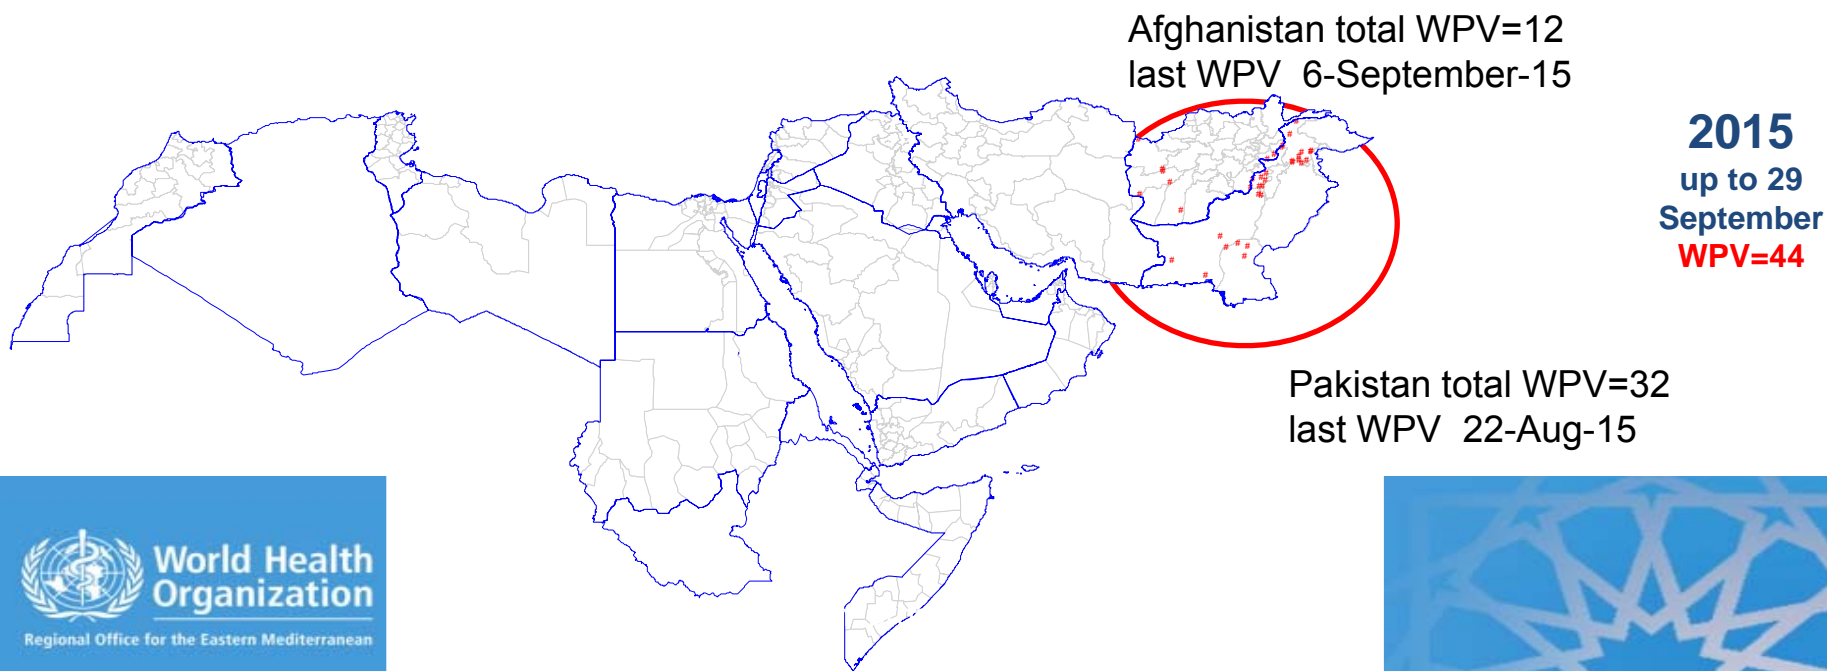 Afghanistan total WPV=12
last WPV 6-September-15
2015
up to 29
September
WPV=44
Pakistan total WPV=32
last WPV 22-Aug-15
World Health
Organization
Regional Office for the Eastern Mediterranean